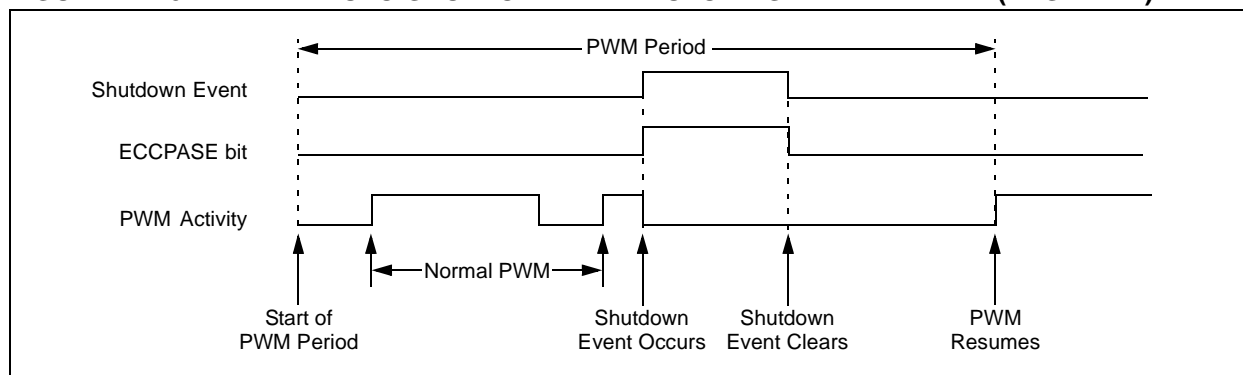 PWM Period
Shutdown Event
ECCPASE bit
PWM Activity
Normal PWM
Start of
PWM Period
Shutdown
Event Occurs
Shutdown
Event Clears
PWM
Resumes